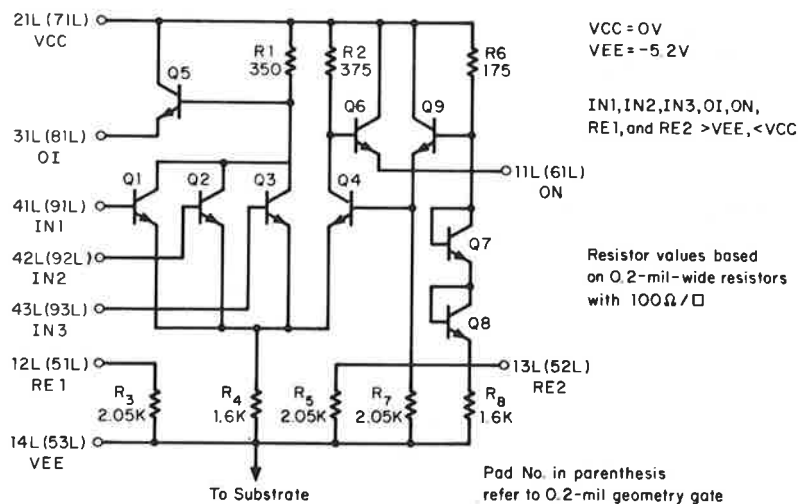 21L(71L)
VCC
R1
350
R2
375
R6
175
VCC=0V
VEE=-5.2V
Q5
Q6
Q9
IN1,IN2,IN3,OI,ON,
RE1,and RE2 >VEE,<VCC
31L(81L)
OI
11L(61L)
ON
Q1
Q2
Q3
Q4
41L(91L)
IN1
Q7
42L(92L)
IN2
Resistor values based
on 0.2-mil-wide resistors
with 100Ω/□
43L(93L)
IN3
Q8
12L(51L)
RE1
13L(52L)
RE2
R3
2.05K
R4
1.6K
R5
2.05K
R7
2.05K
R8
1.6K
14L(53L)
VEE
To Substrate
Pad No. in parenthesis
refer to 0.2-mil geometry gate